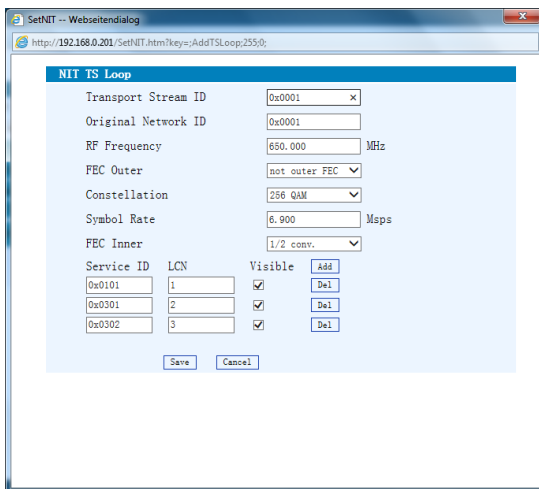 SetNIT -- Webseitendialog
http://192.168.0.201/SetNIT.htm?key=;AddTSLoop;255;0;
NIT TS Loop
Transport Stream ID 0x0001
Original Network ID 0x0001
RF Frequency 650.000 MHz
FEC Outer not outer FEC
Constellation 256 QAM
Symbol Rate 6.900 Msps
FEC Inner 1/2 conv.
Service ID LCN Visible Add
0x0101 1 Del
0x0301 2 Del
0x0302 3 Del
Save Cancel